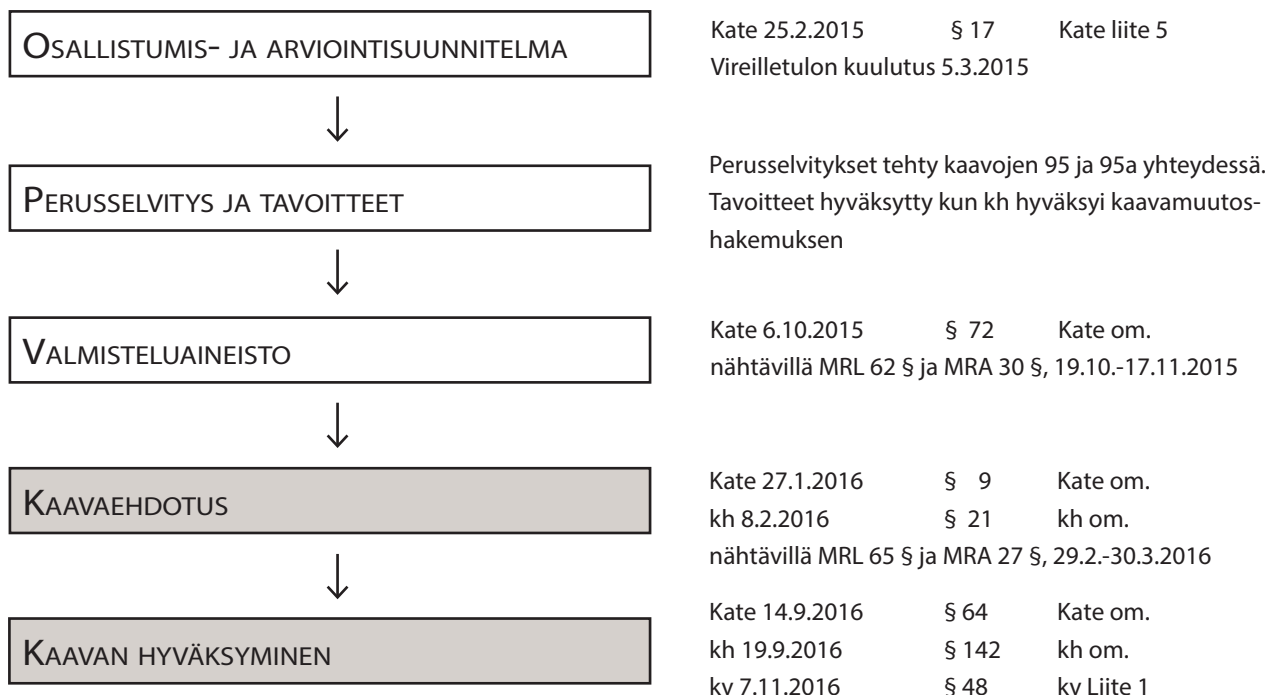 Osallistumis- ja arviointisuunnitelma
Kate 25.2.2015 § 17 Kate liite 5
Vireilletulon kuulutus 5.3.2015
Perusselvitys ja tavoitteet
Perusselvitykset tehty kaavojen 95 ja 95a yhteydessä.
Tavoitteet hyväksytty kun kh hyväksyi kaavamuutos-
hakemuksen
Valmisteluaineisto
Kate 6.10.2015 § 72 Kate om.
nähtävillä MRL 62 § ja MRA 30 §, 19.10.-17.11.2015
Kaavaehdotus
Kate 27.1.2016 § 9 Kate om.
kh 8.2.2016 § 21 kh om.
nähtävillä MRL 65 § ja MRA 27 §, 29.2.-30.3.2016
Kaavan hyväksyminen
Kate 14.9.2016 § 64 Kate om.
kh 19.9.2016 § 142 kh om.
kv 7.11.2016 § 48 kv Liite 1